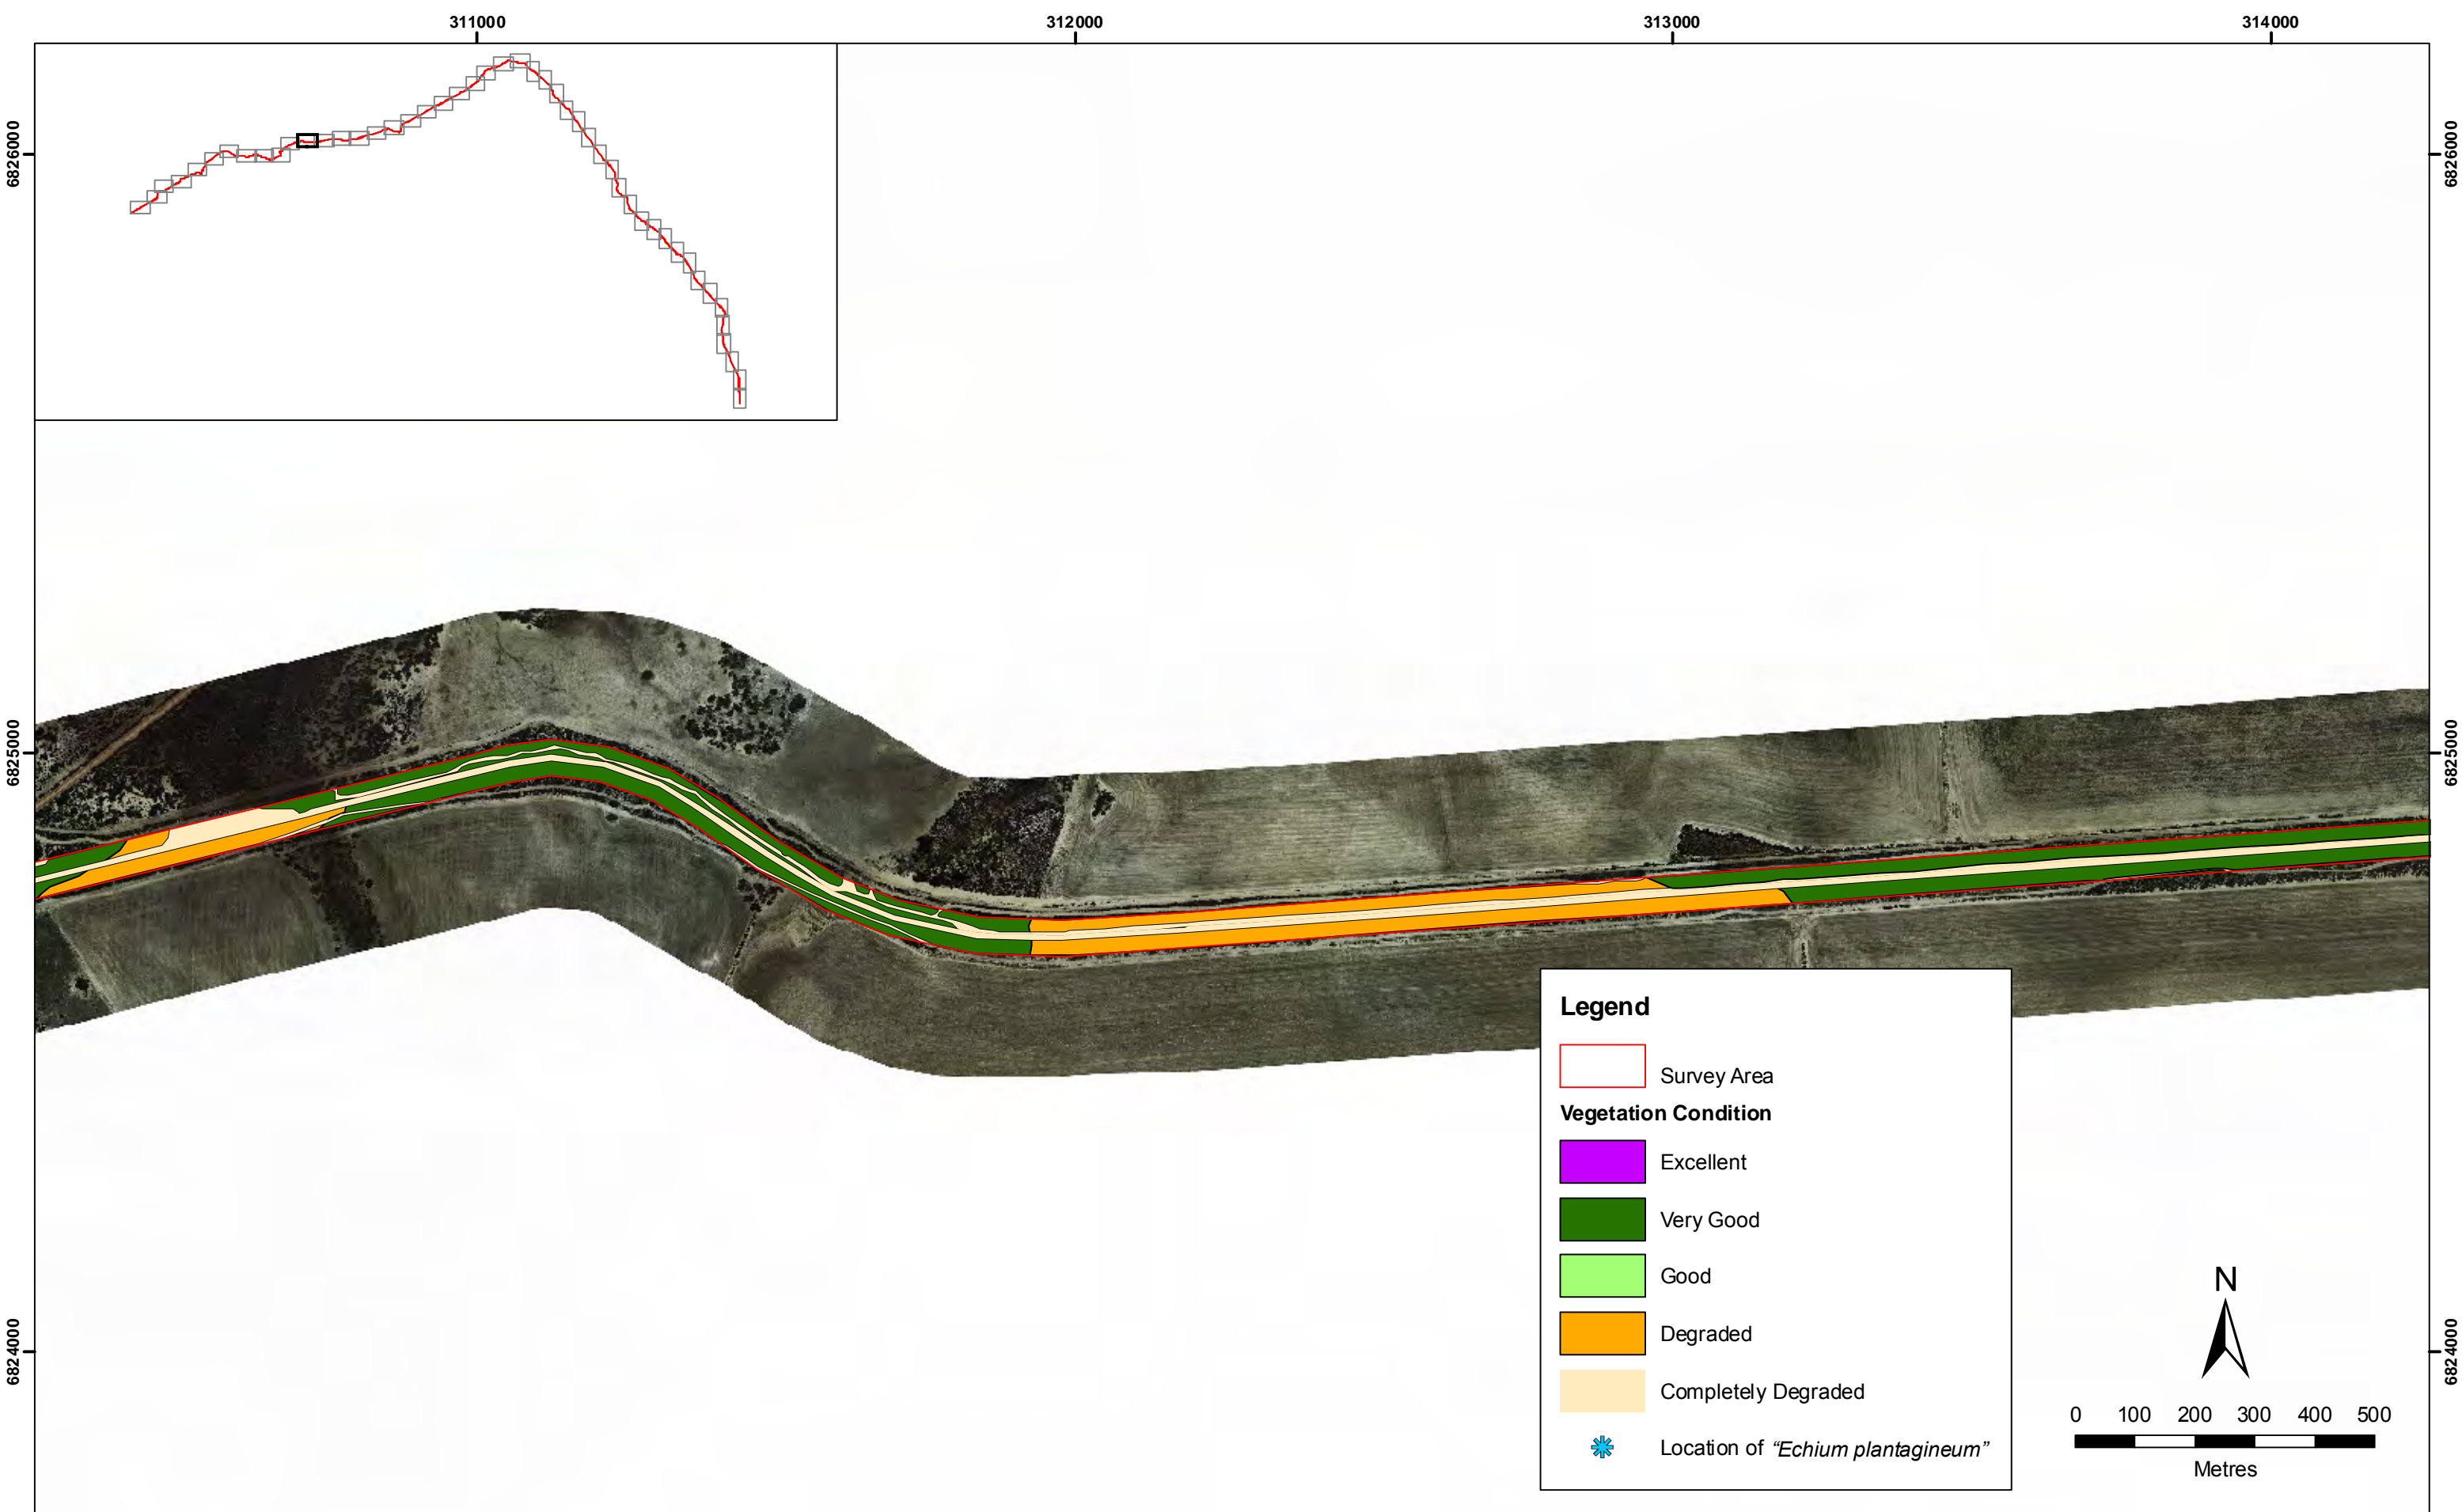 311000 312000 313000 314000
6826000 6826000
6825000 6825000
6824000 6824000
Legend
Survey Area
Vegetation Condition
Excellent
Very Good
Good
Degraded
Completely Degraded
Location of “Echium plantagineum”
N
0 100 200 300 400 500
Metres